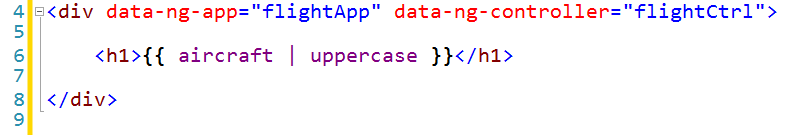 4 <div data-ng-app="flightApp" data-ng-controller="flightCtrl">
5
6     <h1>{{ aircraft | uppercase }}</h1>
7
8 </div>
9